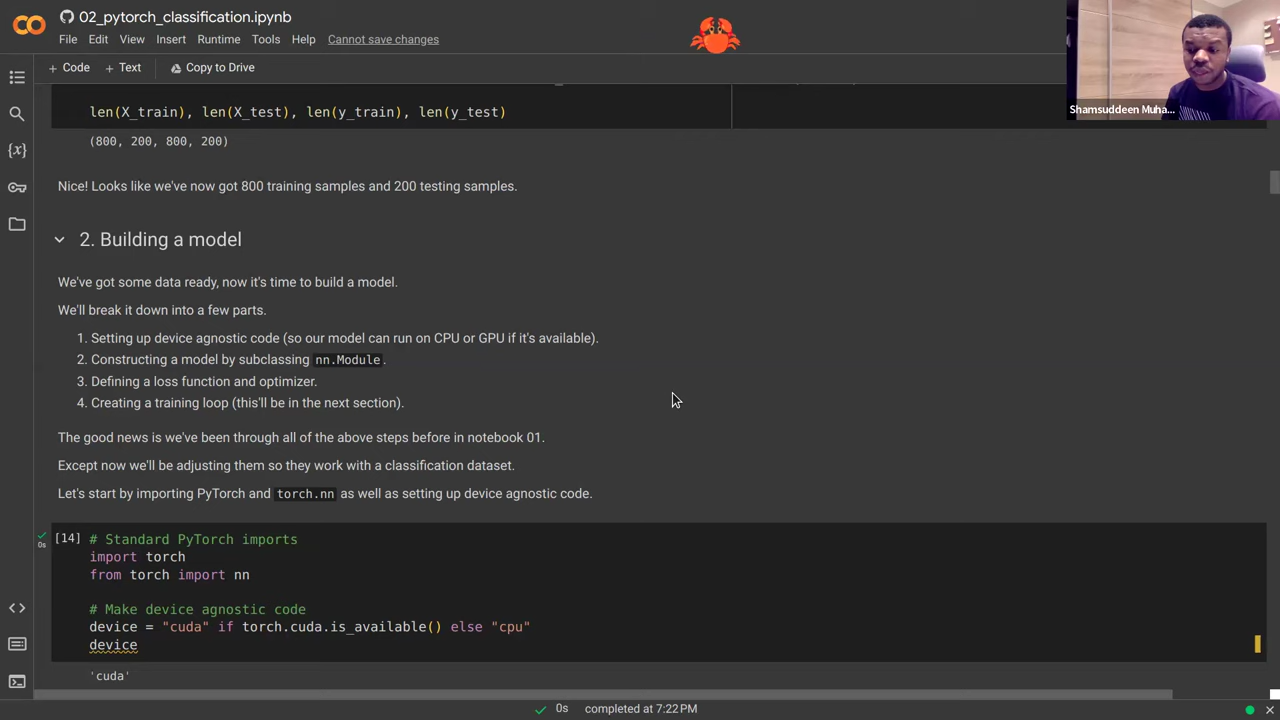 02_pytorch_classification.ipynb
File Edit View Insert Runtime Tools Help Cannot save changes
+ Code + Text Copy to Drive
Shamsuddeen Muha...
len(X_train), len(X_test), len(y_train), len(y_test)
(800, 200, 800, 200)
Nice! Looks like we've now got 800 training samples and 200 testing samples.
2. Building a model
We've got some data ready, now it's time to build a model.
We'll break it down into a few parts.
1. Setting up device agnostic code (so our model can run on CPU or GPU if it's available).
2. Constructing a model by subclassing nn.Module.
3. Defining a loss function and optimizer.
4. Creating a training loop (this'll be in the next section).
The good news is we've been through all of the above steps before in notebook 01.
Except now we'll be adjusting them so they work with a classification dataset.
Let's start by importing PyTorch and torch.nn as well as setting up device agnostic code.
[14] # Standard PyTorch imports
0s
import torch
from torch import nn
# Make device agnostic code
device = "cuda" if torch.cuda.is_available() else "cpu"
device
'cuda'
0s completed at 7:22 PM